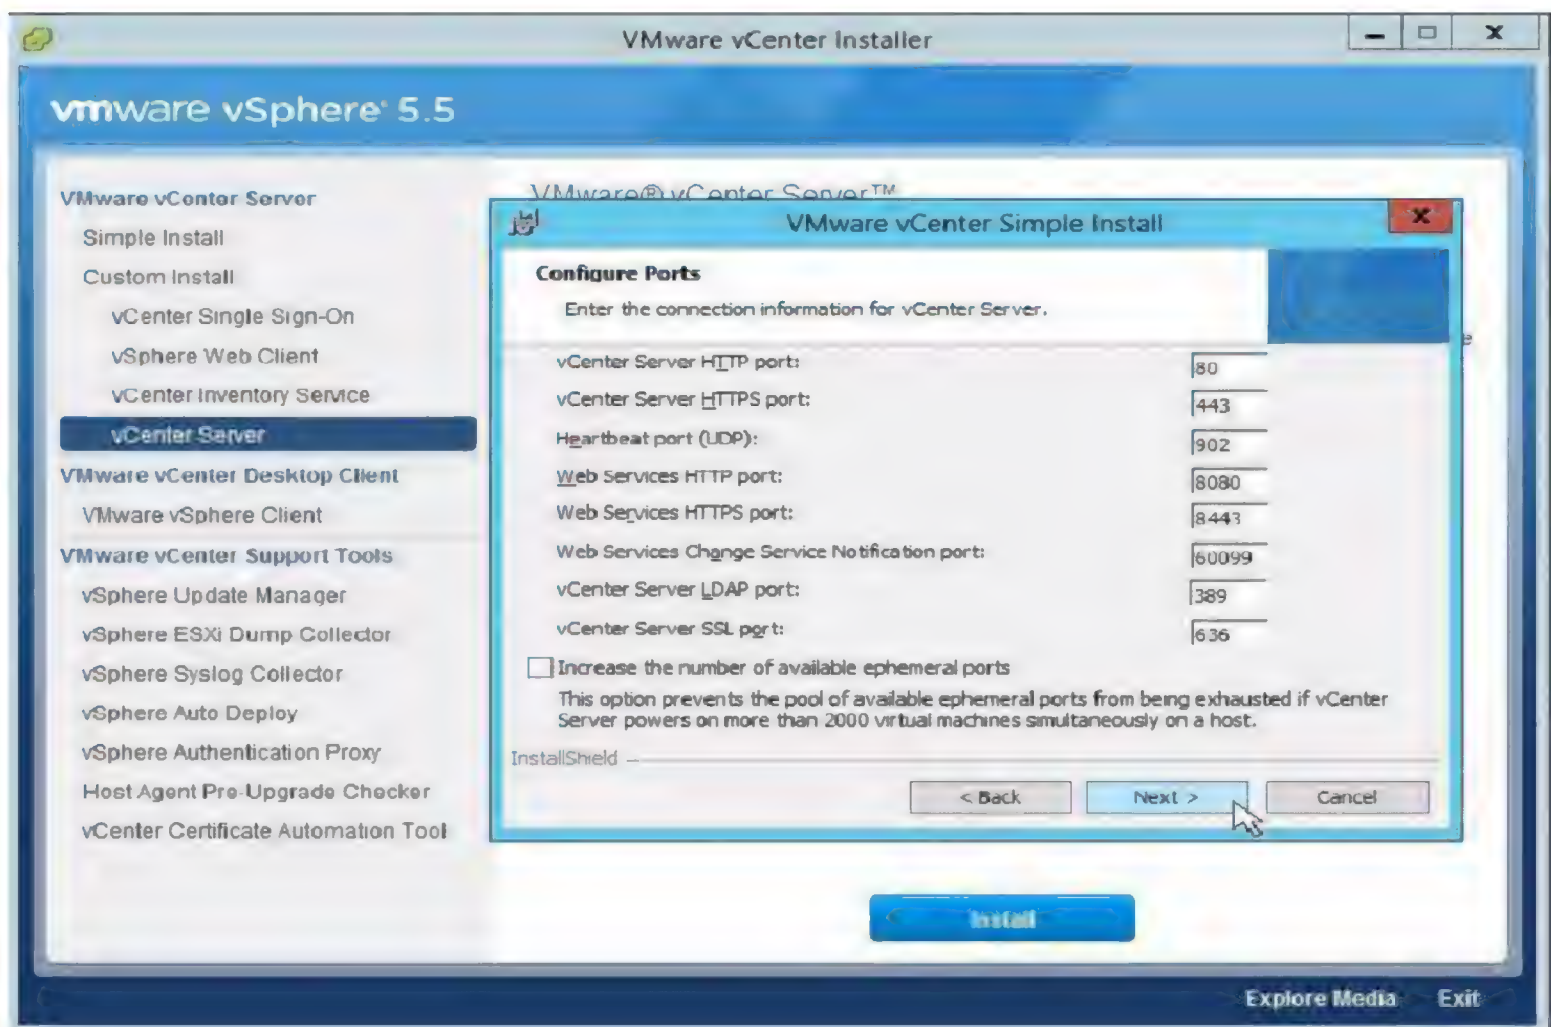 VMware vCenter Installer
vmware vSphere® 5.5
VMware vCenter Server
Simple Install
Custom Install
vCenter Single Sign-On
vSphere Web Client
vCenter Inventory Service
vCenter Server
VMware vCenter Desktop Client
VMware vSphere Client
VMware vCenter Support Tools
vSphere Update Manager
vSphere ESXi Dump Collector
vSphere Syslog Collector
vSphere Auto Deploy
vSphere Authentication Proxy
Host Agent Pre-Upgrade Checker
vCenter Certificate Automation Tool
VMware® vCenter Server™
VMware vCenter Simple Install
Configure Ports
Enter the connection information for vCenter Server.
vCenter Server HTTP port: 80
vCenter Server HTTPS port: 443
Heartbeat port (UDP): 902
Web Services HTTP port: 8080
Web Services HTTPS port: 8443
Web Services Change Service Notification port: 60099
vCenter Server LDAP port: 389
vCenter Server SSL port: 636
Increase the number of available ephemeral ports
This option prevents the pool of available ephemeral ports from being exhausted if vCenter
Server powers on more than 2000 virtual machines simultaneously on a host.
InstallShield
< Back Next > Cancel
Install
Explore Media Exit